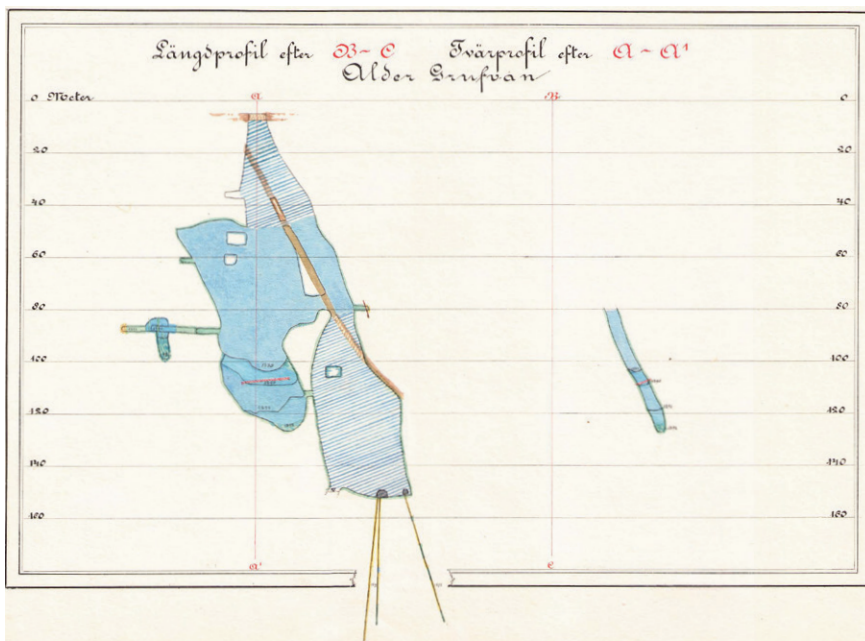 Längdprofil efter B-C Tvärprofil efter A-A¹
Alder Grufvan
0 Meter A B 0
20 20
40 40
60 60
80 80
100 100
120 120
140 140
160 160
A' C